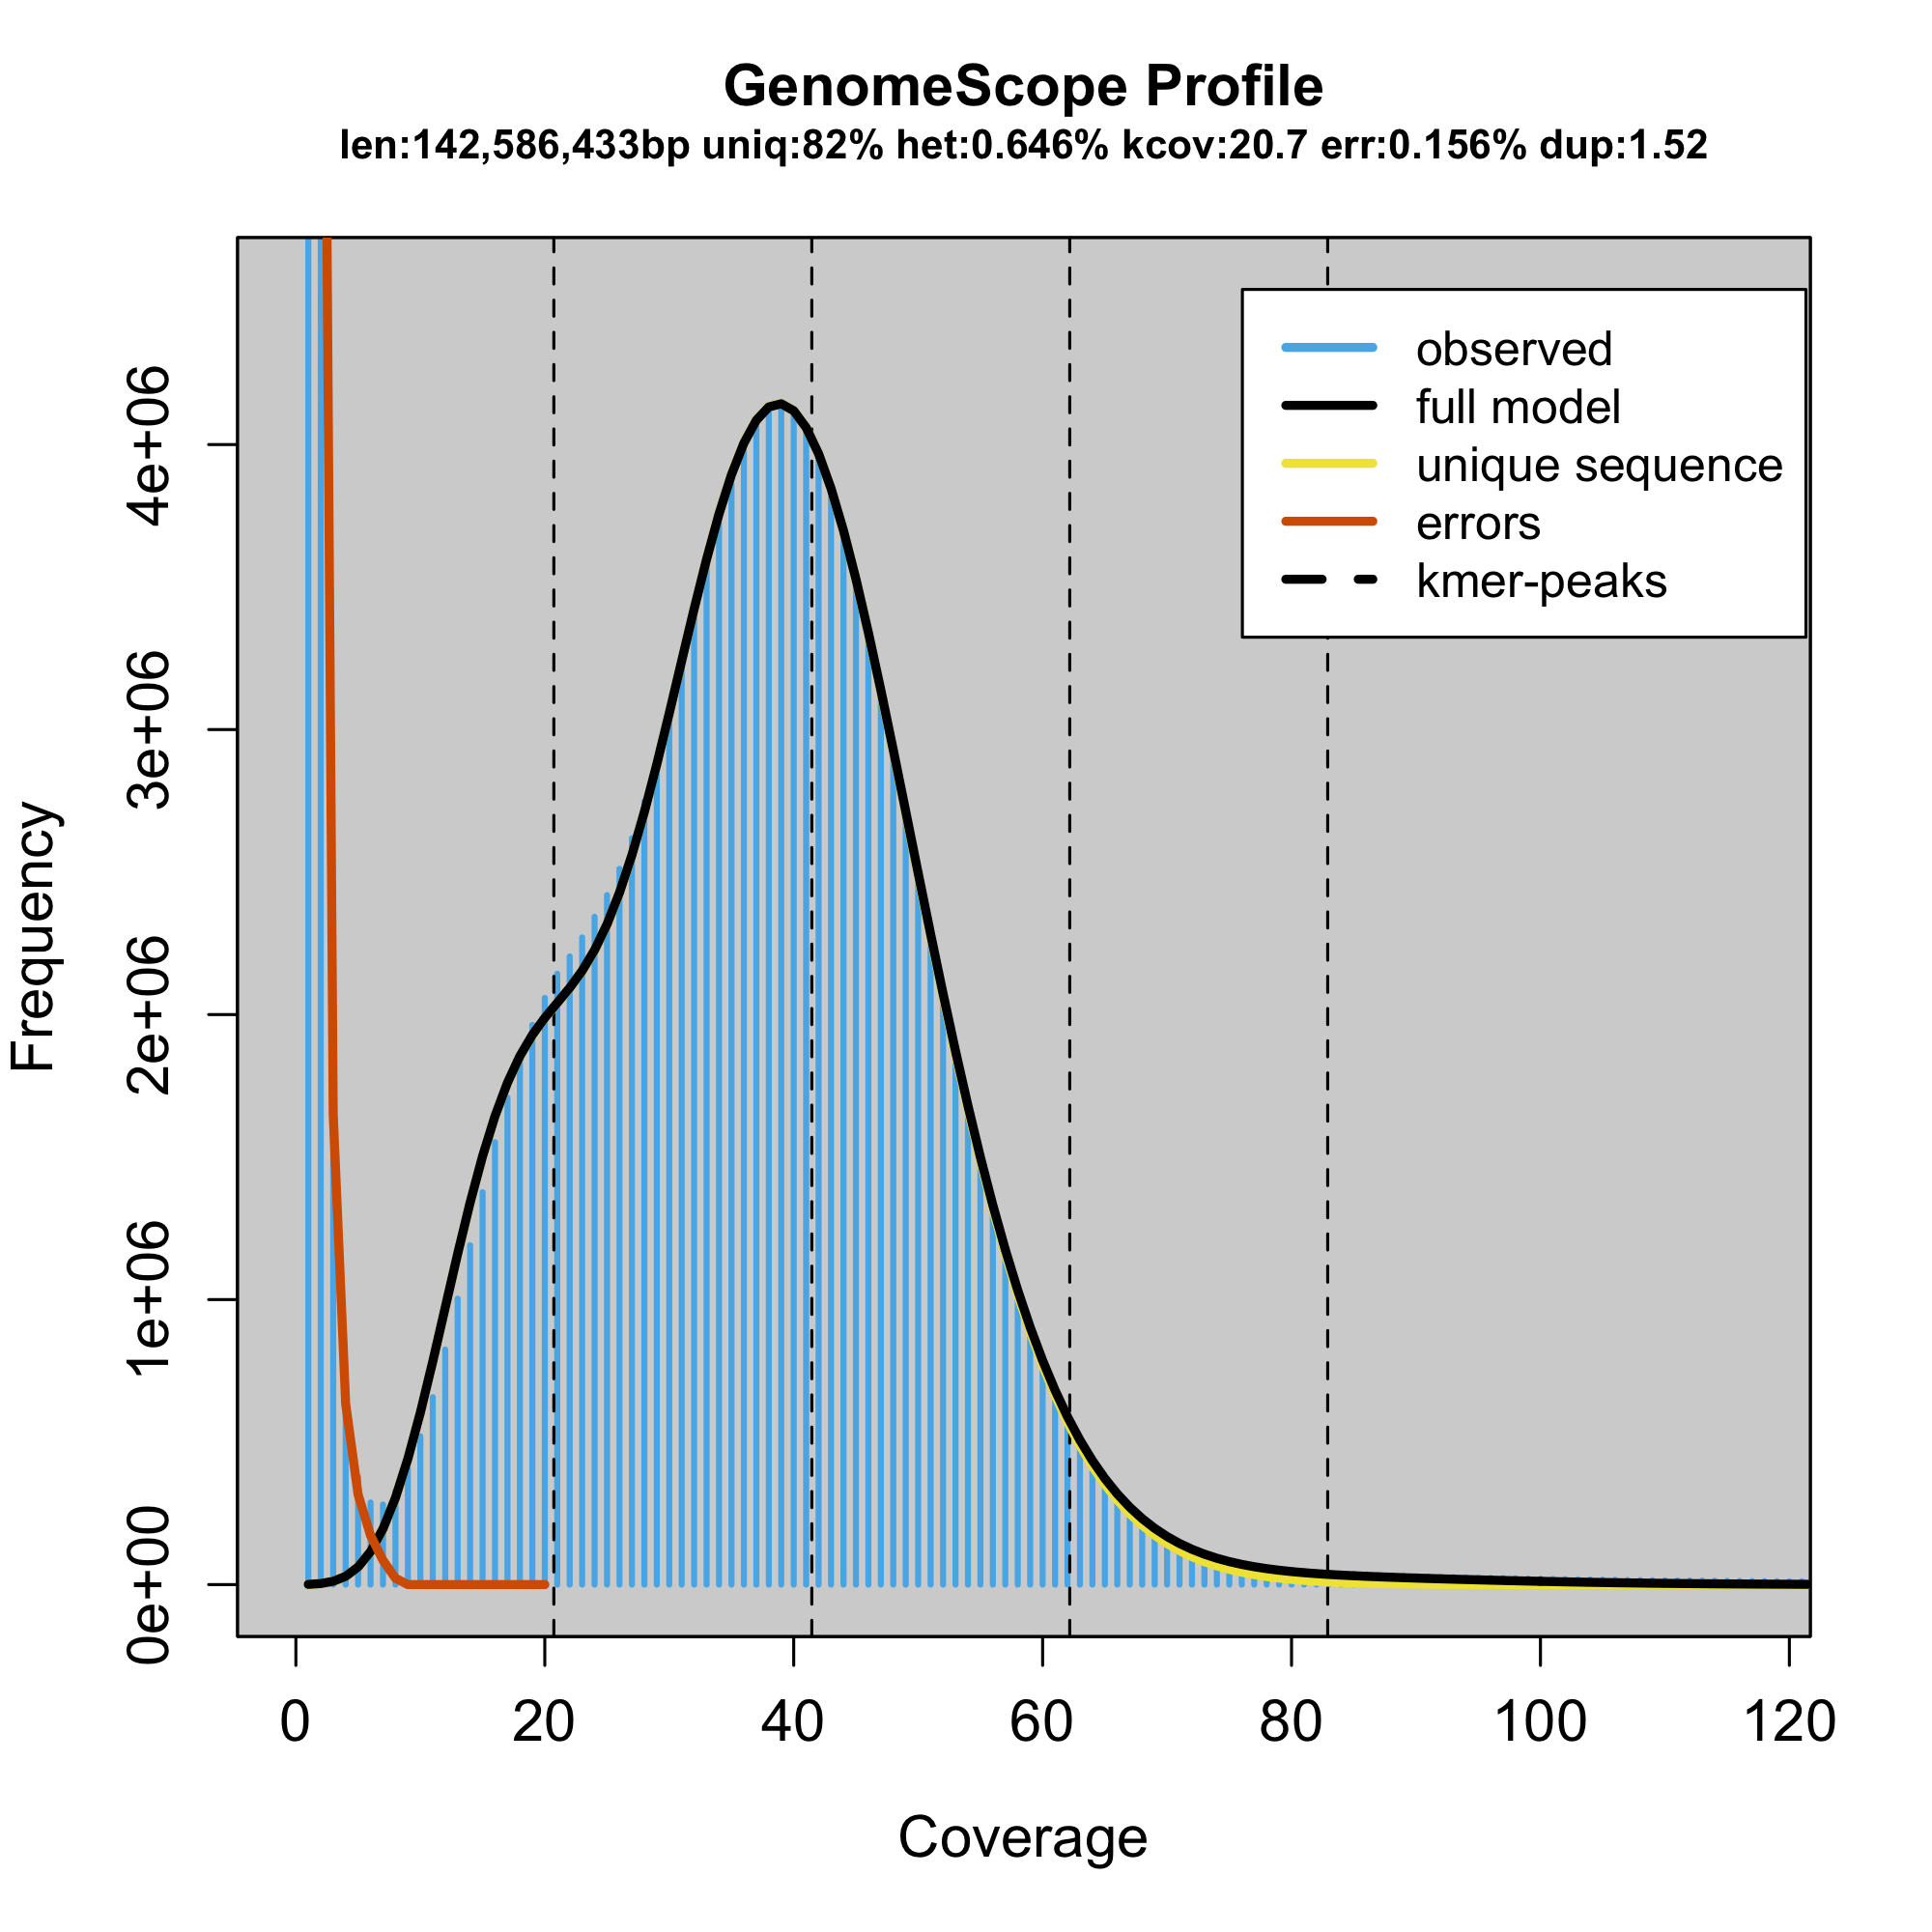 GenomeScope Profile
len:142,586,433bp uniq:82% het:0.646% kcov:20.7 err:0.156% dup:1.52
observed
full model
unique sequence
errors
kmer-peaks
Frequency
4e+06
3e+06
2e+06
1e+06
0e+00
0 20 40 60 80 100 120
Coverage